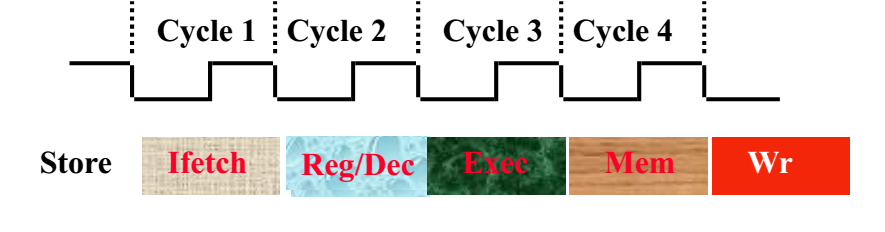 Cycle 1 Cycle 2 Cycle 3 Cycle 4
Store Ifetch Reg/Dec Exec Mem Wr